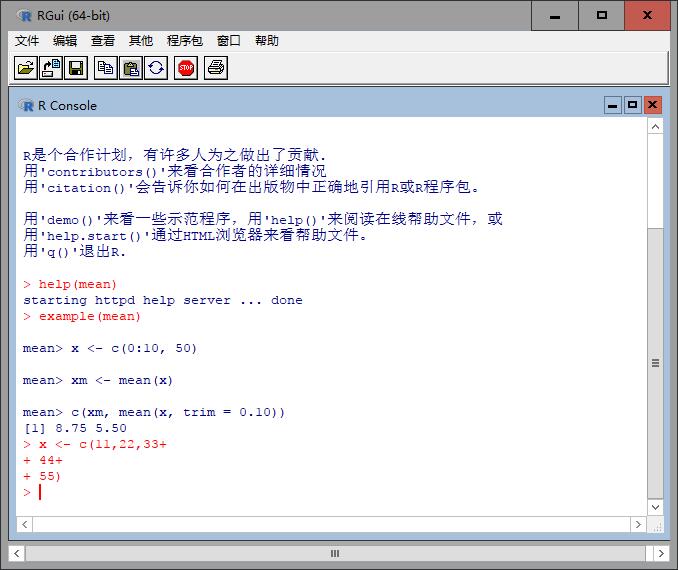 RGui (64-bit)
文件 编辑 查看 其他 程序包 窗口 帮助
STOP
R Console
R是个合作计划，有许多人为之做出了贡献.
用'contributors()'来看合作者的详细情况
用'citation()'会告诉你如何在出版物中正确地引用R或R程序包。
用'demo()'来看一些示范程序，用'help()'来阅读在线帮助文件，或
用'help.start()'通过HTML浏览器来看帮助文件。
用'q()'退出R.
> help(mean)
starting httpd help server ... done
> example(mean)
mean> x <- c(0:10, 50)
mean> xm <- mean(x)
mean> c(xm, mean(x, trim = 0.10))
[1] 8.75 5.50
> x <- c(11,22,33+
+ 44+
+ 55)
>